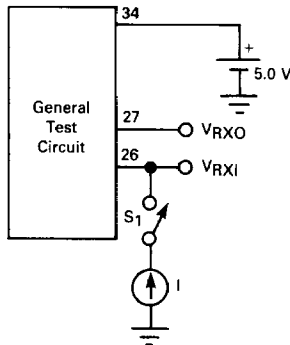 34
+
5.0 V
General
Test
Circuit
27
VRXO
26
VRXI
S1
I